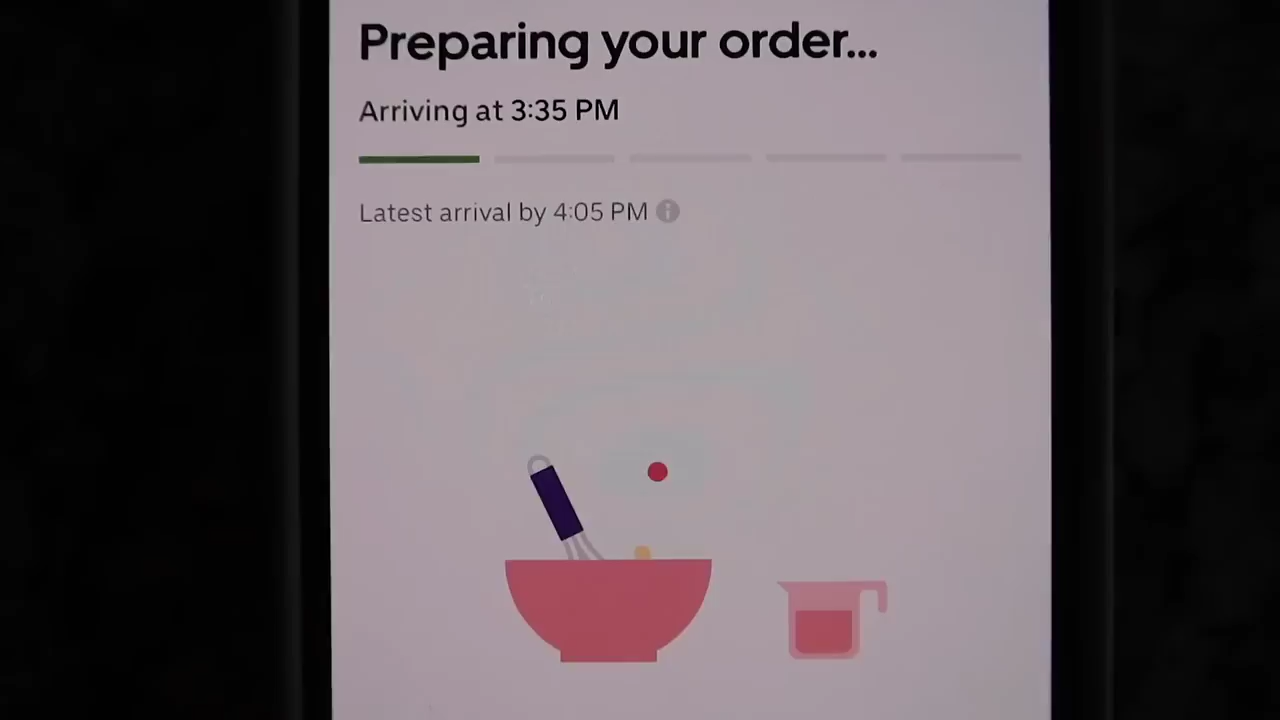 Preparing your order...
Arriving at 3:35 PM
Latest arrival by 4:05 PM